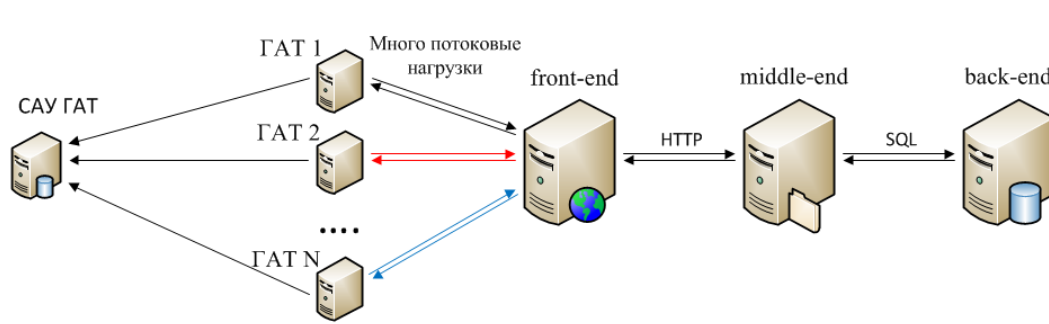 ГАТ 1
Много потоковые
нагрузки
front-end
middle-end
back-end
САУ ГАТ
ГАТ 2
HTTP
SQL
....
ГАТ N